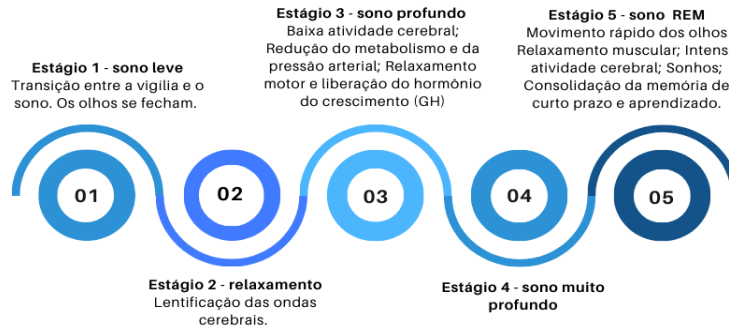 Estágio 1 - sono leve
Transição entre a vigília e o
sono. Os olhos se fecham.
Estágio 3 - sono profundo
Baixa atividade cerebral;
Redução do metabolismo e da
pressão arterial; Relaxamento
motor e liberação do hormônio
do crescimento (GH)
Estágio 5 - sono REM
Movimento rápido dos olhos
Relaxamento muscular; Intens
atividade cerebral; Sonhos;
Consolidação da memória de
curto prazo e aprendizado.
01
02
03
04
05
Estágio 2 - relaxamento
Lentificação das ondas
cerebrais.
Estágio 4 - sono muito
profundo